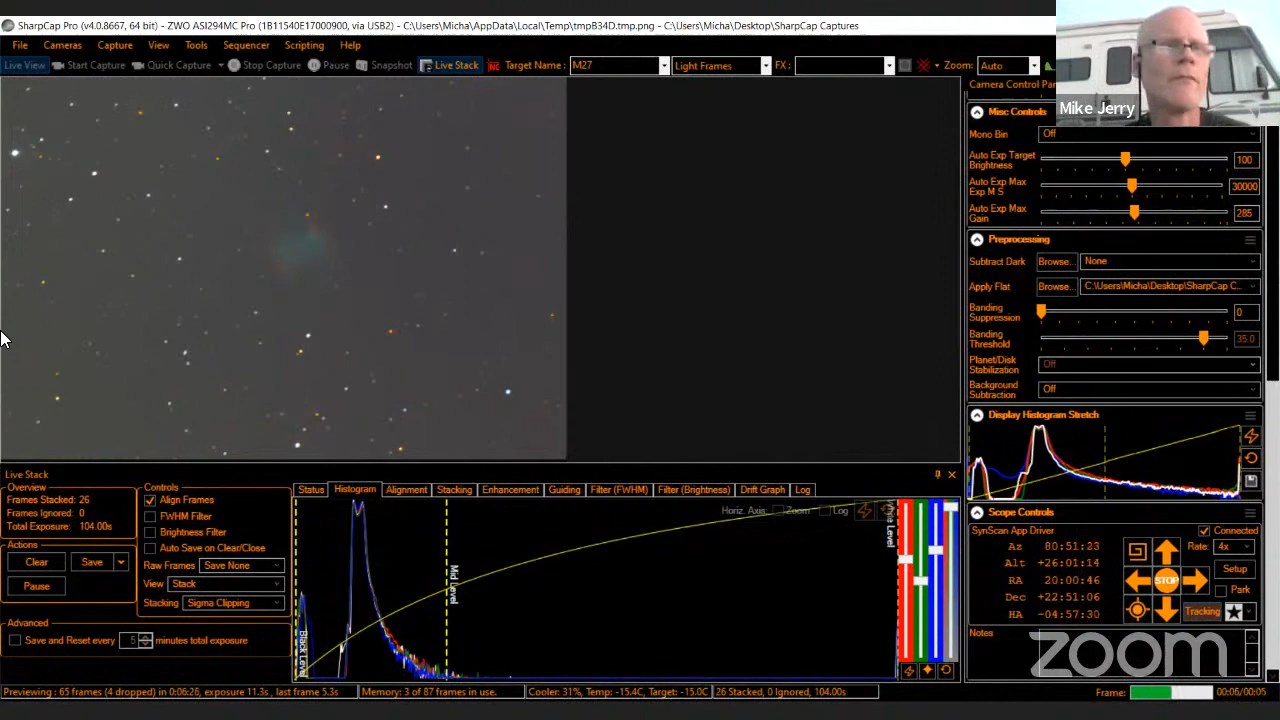 SharpCap Pro (v4.0.8667, 64 bit) - ZWO ASI294MC Pro (1B11540E17000900, via USB2) - C:\Users\Micha\AppData\Local\Temp\tmpB34D.tmp.png - C:\Users\Micha\Desktop\SharpCap Captures
File Cameras Capture View Tools Sequencer Scripting Help
Live View Start Capture Quick Capture Stop Capture Pause Snapshot Live Stack Target Name : M27 Light Frames FX : Zoom: Auto
Mike Jerry
Misc Controls
Mono Bin Off
Auto Exp Target Brightness 100
Auto Exp Max Exp M S 30000
Auto Exp Max Gain 285
Preprocessing
Subtract Dark Browse... None
Apply Flat Browse... C:\Users\Micha\Desktop\SharpCap C...
Banding Suppression 0
Banding Threshold 35.0
Planet/Disk Stabilization Off
Background Subtraction Off
Display Histogram Stretch
Scope Controls
SynScan App Driver Connected
Az 80:51:23 Rate: 4x
Alt +26:01:14 Setup
RA 20:00:46 STOP Park
Dec +22:51:06 Tracking
HA -04:57:30
Notes
Live Stack
Overview
Frames Stacked: 26
Frames Ignored: 0
Total Exposure: 104.00s
Actions
Clear Save
Pause
Controls
Align Frames
FWHM Filter
Brightness Filter
Auto Save on Clear/Close
Raw Frames Save None
View Stack
Stacking Sigma Clipping
Advanced
Save and Reset every 5 minutes total exposure
Status Histogram Alignment Stacking Enhancement Guiding Filter (FWHM) Filter (Brightness) Drift Graph Log
Horiz. Axis: Zoom Log
Black Level
Mid Level
Level
zoom
Previewing : 65 frames (4 dropped) in 0:06:26, exposure 11.3s, last frame 5.3s Memory: 3 of 87 frames in use. Cooler: 31%, Temp: -15.4C, Target: -15.0C 26 Stacked, 0 Ignored, 104.00s Frame: 00:06/00:05